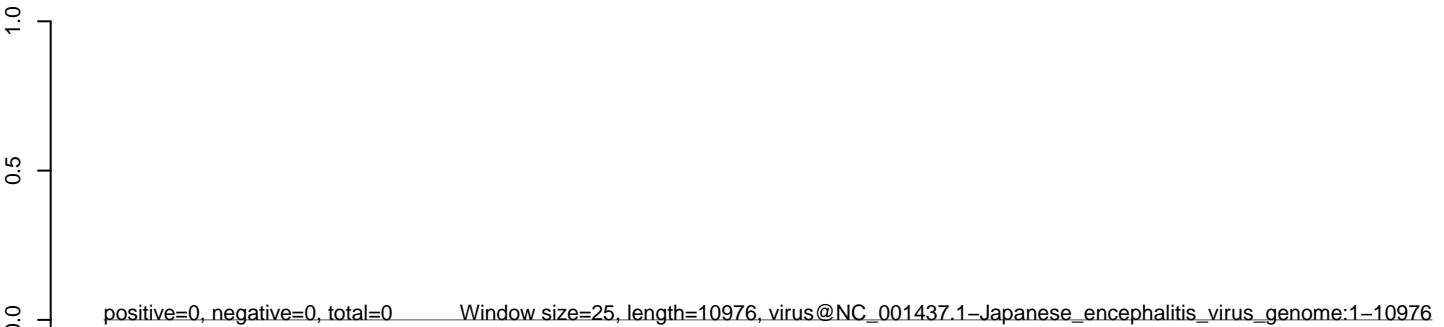 1.0
0.5
0.0
positive=0, negative=0, total=0 Window size=25, length=10976, virus@NC_001437.1−Japanese_encephalitis_virus_genome:1−10976